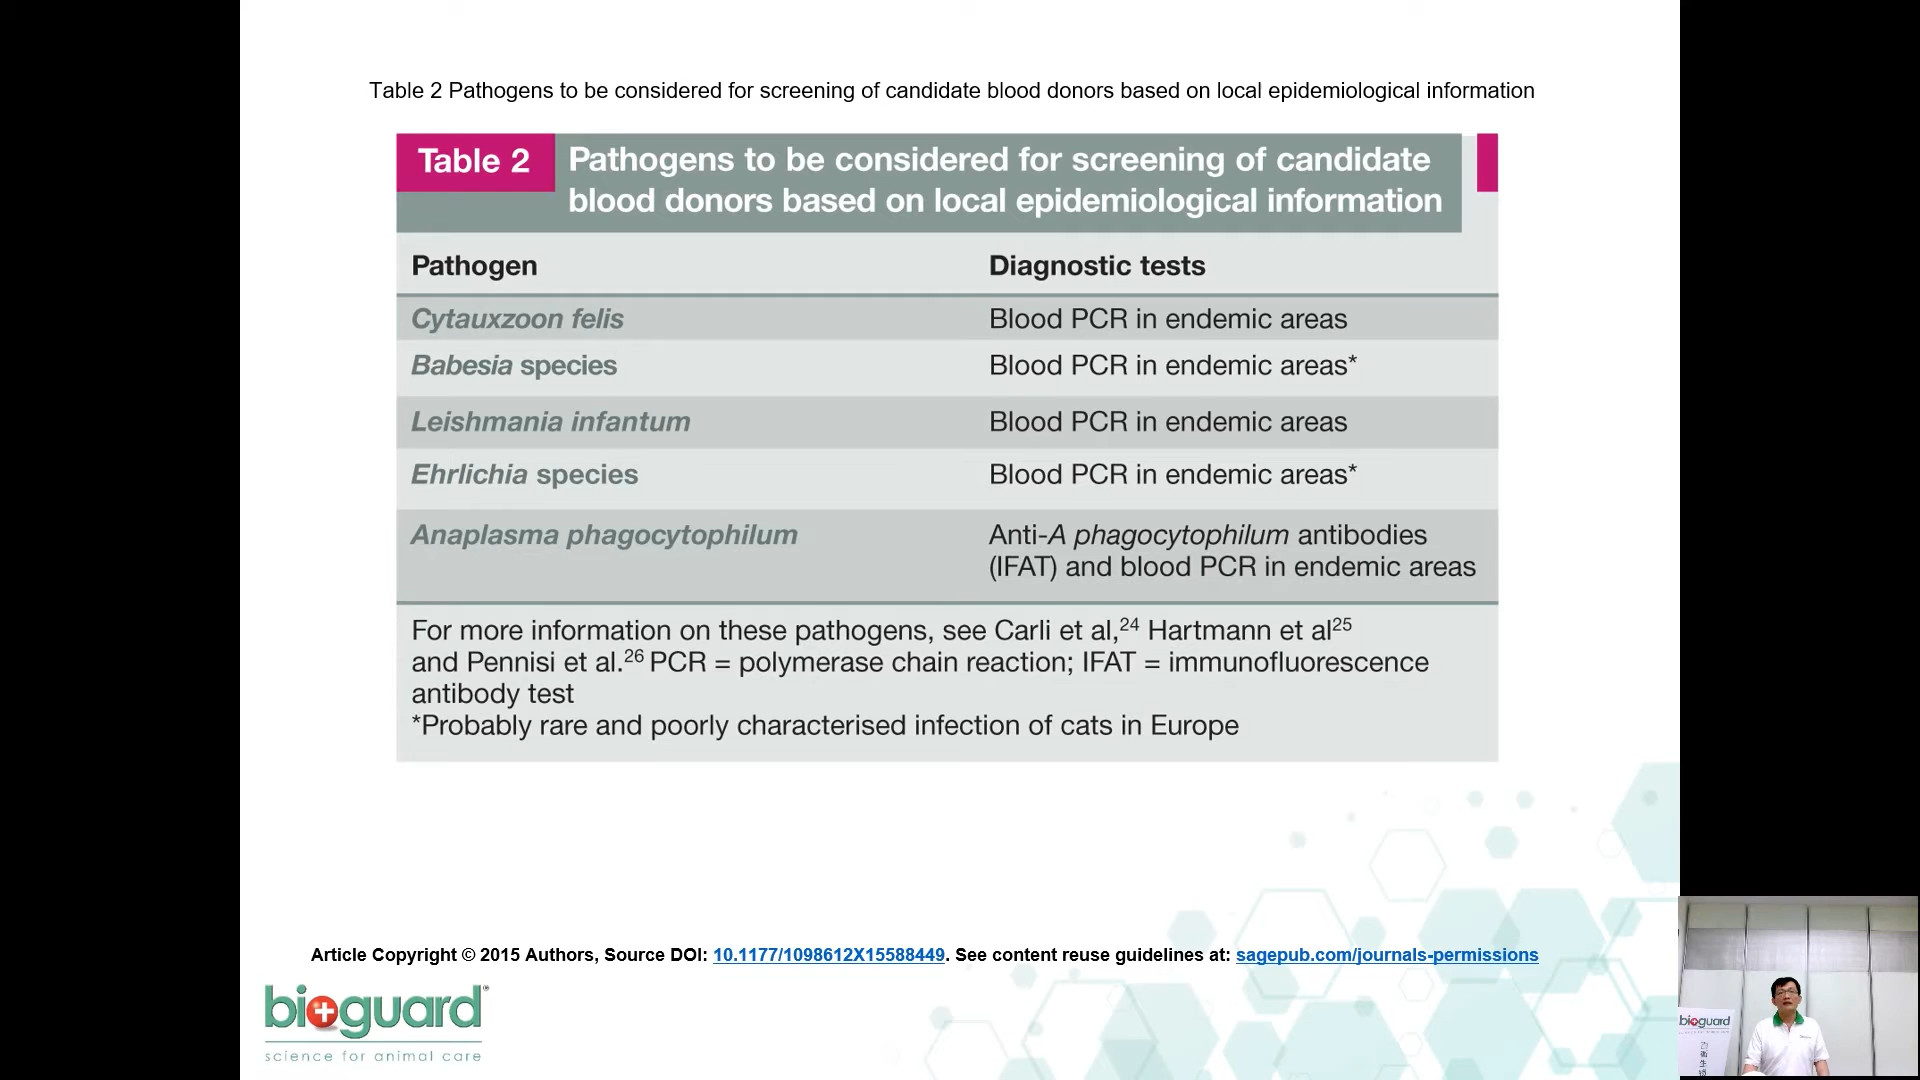 Table 2 Pathogens to be considered for screening of candidate blood donors based on local epidemiological information
Table 2
Pathogens to be considered for screening of candidate
blood donors based on local epidemiological information
Pathogen Diagnostic tests
Cytauxzoon felis Blood PCR in endemic areas
Babesia species Blood PCR in endemic areas*
Leishmania infantum Blood PCR in endemic areas
Ehrlichia species Blood PCR in endemic areas*
Anaplasma phagocytophilum Anti-A phagocytophilum antibodies
(IFAT) and blood PCR in endemic areas
For more information on these pathogens, see Carli et al,24 Hartmann et al25
and Pennisi et al.26 PCR = polymerase chain reaction; IFAT = immunofluorescence
antibody test
*Probably rare and poorly characterised infection of cats in Europe
Article Copyright © 2015 Authors, Source DOI: 10.1177/1098612X15588449. See content reuse guidelines at: sagepub.com/journals-permissions
bioguard
science for animal care
bioguard